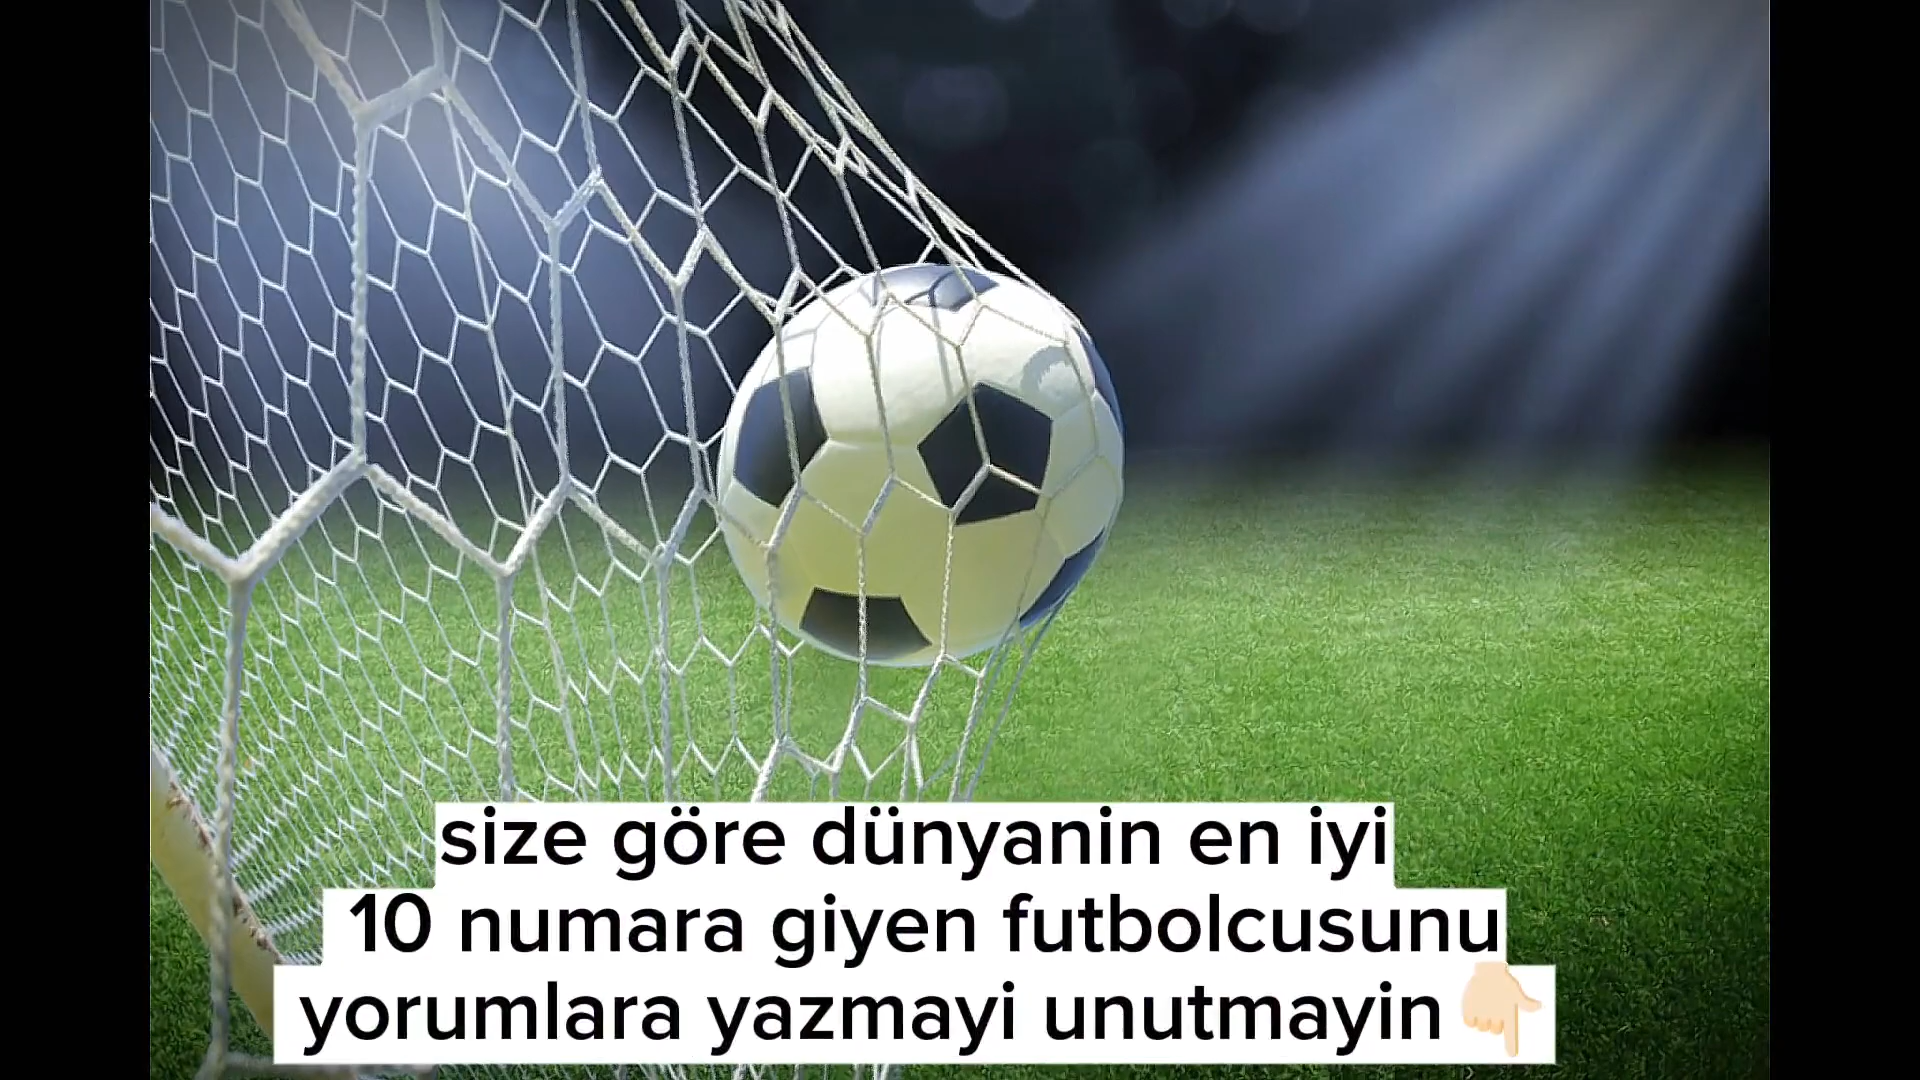 size göre dünyanin en iyi
10 numara giyen futbolcusunu
yorumlara yazmayi unutmayin👇🏻